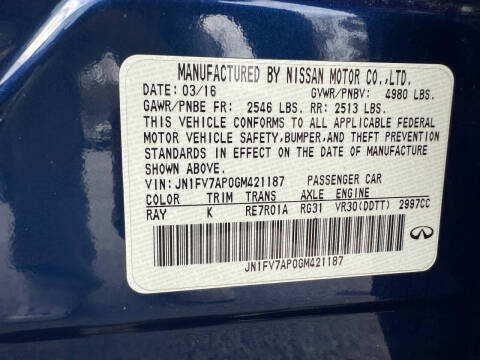 MANUFACTURED BY NISSAN MOTOR CO.,LTD.
DATE: 03/16 GVWR/PNBV: 4980 LBS.
GAWR/PNBE FR: 2546 LBS. RR: 2513 LBS.
THIS VEHICLE CONFORMS TO ALL APPLICABLE FEDERAL
MOTOR VEHICLE SAFETY, BUMPER, AND THEFT PREVENTION
STANDARDS IN EFFECT ON THE DATE OF MANUFACTURE
SHOWN ABOVE.
VIN: JN1FV7AP0GM421187 PASSENGER CAR
COLOR TRIM TRANS AXLE ENGINE
RAY K RE7R01A RG31 VR30(DDTT) 2997CC
JN1FV7AP0GM421187